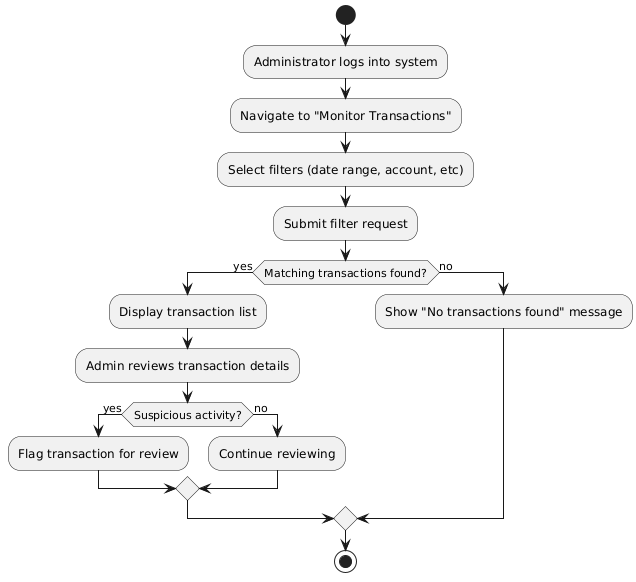 Administrator logs into system
Navigate to "Monitor Transactions"
Select filters (date range, account, etc)
Submit filter request
yes
Matching transactions found?
no
Display transaction list
Show "No transactions found" message
Admin reviews transaction details
yes
Suspicious activity?
no
Flag transaction for review
Continue reviewing